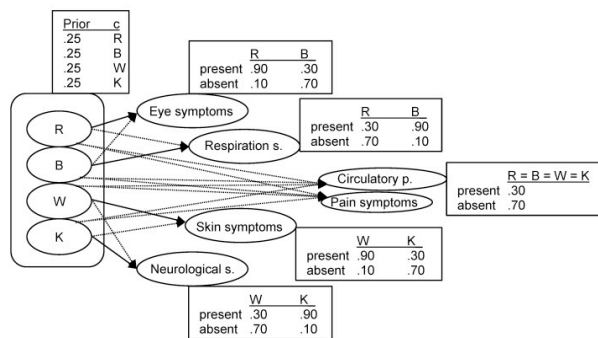 Prior c
.25 R
.25 B
.25 W
.25 K
R B
present .90 .30
absent .10 .70
Eye symptoms
R B
present .30 .90
absent .70 .10
R
Respiration s.
B
Circulatory p.
R = B = W = K
present .30
absent .70
W
Pain symptoms
Skin symptoms
K
W K
present .90 .30
absent .10 .70
Neurological s.
W K
present .30 .90
absent .70 .10